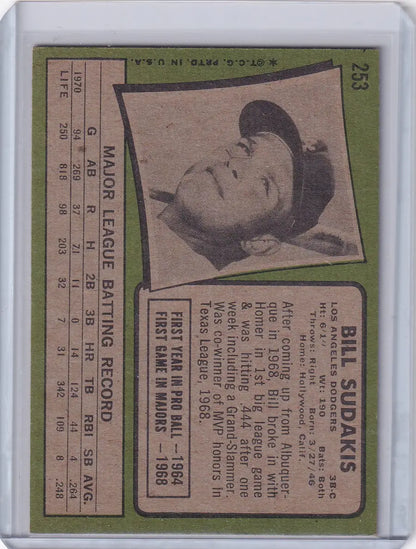 253
BILL SUDAKIS
LOS ANGELES DODGERS 3B-C
Ht: 6'1" Wt: 190 Bats: Both
Throws: Right Born: 3/27/46
Home: Hollywood, Calif.
After coming up from Albuquer-
que in 1968, Bill broke in with
Homer in 1st big league game
& was hitting .444 after one
week including a Grand-Slammer.
Was co-winner of MVP honors in
Texas League, 1968.
FIRST YEAR IN PRO BALL — 1964
FIRST GAME IN MAJORS — 1968
✻©T.C.G. PRTD. IN U.S.A.
MAJOR LEAGUE BATTING RECORD
G AB R H 2B 3B HR TB RBI SB AVG.
1970 94 269 37 71 11 0 14 124 44 4 .264
LIFE 250 818 98 203 32 7 31 342 109 8 .248